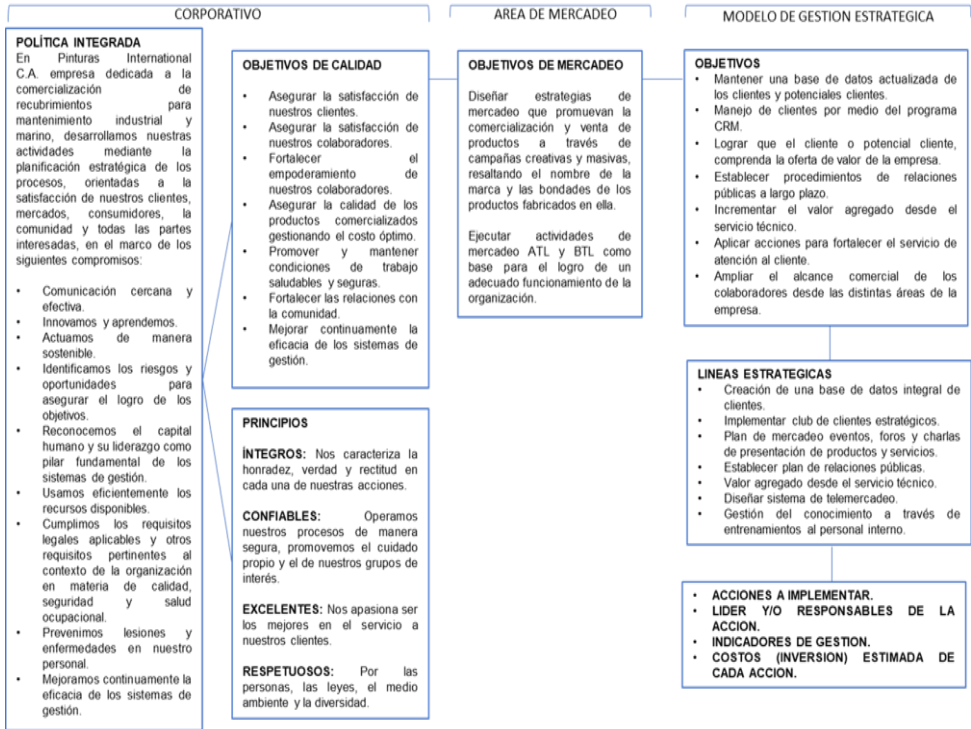 CORPORATIVO
POLÍTICA INTEGRADA
En Pinturas International
C.A. empresa dedicada a la
comercialización de
recubrimientos para
mantenimiento industrial y
marino, desarrollamos nuestras
actividades mediante la
planificación estratégica de los
procesos, orientadas a la
satisfacción de nuestros clientes,
mercados, consumidores, la
comunidad y todas las partes
interesadas, en el marco de los
siguientes compromisos:
• Comunicación cercana y
efectiva.
• Innovamos y aprendemos.
• Actuamos de manera
sostenible.
• Identificamos los riesgos y
oportunidades para
asegurar el logro de los
objetivos.
• Reconocemos el capital
humano y su liderazgo como
pilar fundamental de los
sistemas de gestión.
• Usamos eficientemente los
recursos disponibles.
• Cumplimos los requisitos
legales aplicables y otros
requisitos pertinentes al
contexto de la organización
en materia de calidad,
seguridad y salud
ocupacional.
• Prevenimos lesiones y
enfermedades en nuestro
personal.
• Mejoramos continuamente la
eficacia de los sistemas de
gestión.
OBJETIVOS DE CALIDAD
• Asegurar la satisfacción de
nuestros clientes.
• Asegurar la satisfacción de
nuestros colaboradores.
• Fortalecer el
empoderamiento de
nuestros colaboradores.
• Asegurar la calidad de los
productos comercializados
gestionando el costo óptimo.
• Promover y mantener
condiciones de trabajo
saludables y seguras.
• Fortalecer las relaciones con
la comunidad.
• Mejorar continuamente la
eficacia de los sistemas de
gestión.
PRINCIPIOS
ÍNTEGROS: Nos caracteriza la
honradez, verdad y rectitud en
cada una de nuestras acciones.
CONFIABLES: Operamos
nuestros procesos de manera
segura, promovemos el cuidado
propio y el de nuestros grupos de
interés.
EXCELENTES: Nos apasiona ser
los mejores en el servicio a
nuestros clientes.
RESPETUOSOS: Por las
personas, las leyes, el medio
ambiente y la diversidad.
AREA DE MERCADEO
OBJETIVOS DE MERCADEO
Diseñar estrategias de
mercadeo que promuevan la
comercialización y venta de
productos a través de
campañas creativas y masivas,
resaltando el nombre de la
marca y las bondades de los
productos fabricados en ella.
Ejecutar actividades de
mercadeo ATL y BTL como
base para el logro de un
adecuado funcionamiento de la
organización.
MODELO DE GESTION ESTRATEGICA
OBJETIVOS
• Mantener una base de datos actualizada de
los clientes y potenciales clientes.
• Manejo de clientes por medio del programa
CRM.
• Lograr que el cliente o potencial cliente,
comprenda la oferta de valor de la empresa.
• Establecer procedimientos de relaciones
públicas a largo plazo.
• Incrementar el valor agregado desde el
servicio técnico.
• Aplicar acciones para fortalecer el servicio de
atención al cliente.
• Ampliar el alcance comercial de los
colaboradores desde las distintas áreas de la
empresa.
LINEAS ESTRATEGICAS
• Creación de una base de datos integral de
clientes.
• Implementar club de clientes estratégicos.
• Plan de mercadeo eventos, foros y charlas
de presentación de productos y servicios.
• Establecer plan de relaciones públicas.
• Valor agregado desde el servicio técnico.
• Diseñar sistema de telemercadeo.
• Gestión del conocimiento a través de
entrenamientos al personal interno.
• ACCIONES A IMPLEMENTAR.
• LIDER Y/O RESPONSABLES DE LA
ACCION.
• INDICADORES DE GESTION.
• COSTOS (INVERSION) ESTIMADA DE
CADA ACCION.